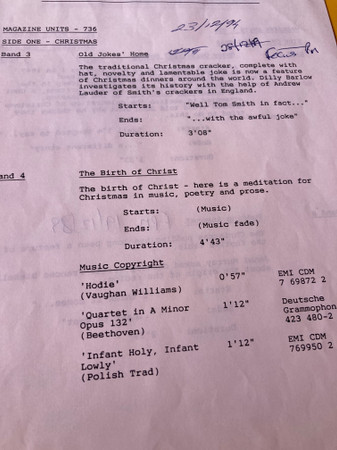 MAGAZINE UNITS - 736
23/12/94
SIDE ONE - CHRISTMAS
Band 3 Old Jokes' Home
The traditional Christmas cracker, complete with
hat, novelty and lamentable joke is now a feature
of Christmas dinners around the world. Dilly Barlow
investigates its history with the help of Andrew
Lauder of Smith's crackers in England.
Starts: "Well Tom Smith in fact..."
Ends: "...with the awful joke"
Duration: 3'08"
and 4 The Birth of Christ
The birth of Christ - here is a meditation for
Christmas in music, poetry and prose.
Starts: (Music)
Ends: (Music fade)
Duration: 4'43"
Music Copyright
'Hodie' 0'57" EMI CDM
(Vaughan Williams) 7 69872 2
'Quartet in A Minor 1'12" Deutsche
Opus 132' Grammophon
(Beethoven) 423 480-2
'Infant Holy, Infant 1'12" EMI CDM
Lowly' 769950 2
(Polish Trad)